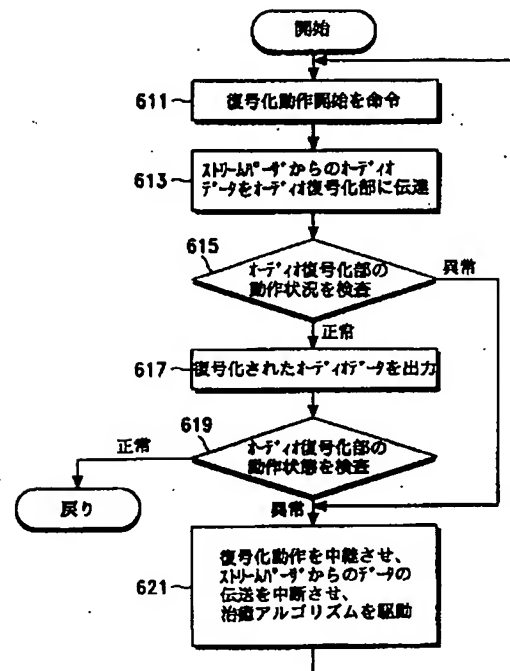 開始
611
復号化動作開始を命令
613
ｽﾄﾘｰﾑﾊﾟｰｻﾞからのｵｰﾃﾞｨｵ
ﾃﾞｰﾀをｵｰﾃﾞｨｵ復号化部に伝達
615
ｵｰﾃﾞｨｵ復号化部の
動作状況を検査
異常
正常
617
復号化されたｵｰﾃﾞｨｵﾃﾞｰﾀを出力
619
ｵｰﾃﾞｨｵ復号化部の
動作状態を検査
正常
戻り
異常
621
復号化動作を中継させ、
ｽﾄﾘｰﾑﾊﾟｰｻﾞからのﾃﾞｰﾀの
伝送を中断させ、
治癒アルゴリズムを駆動